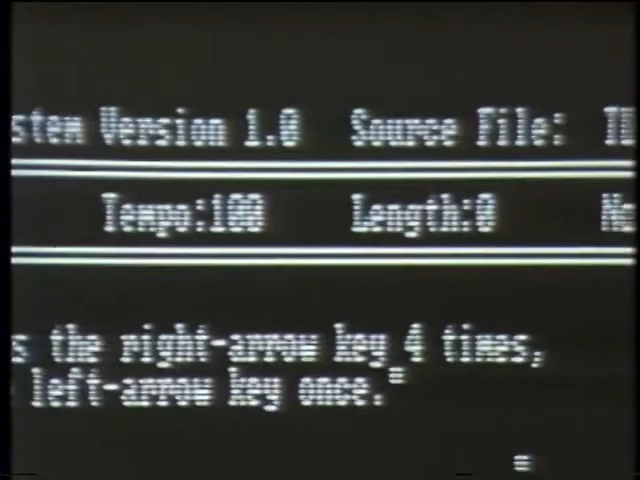 stem Version 1.0 Source File:
Tempo:100 Length:0
s the right-arrow key 4 times,
left-arrow key once."
=